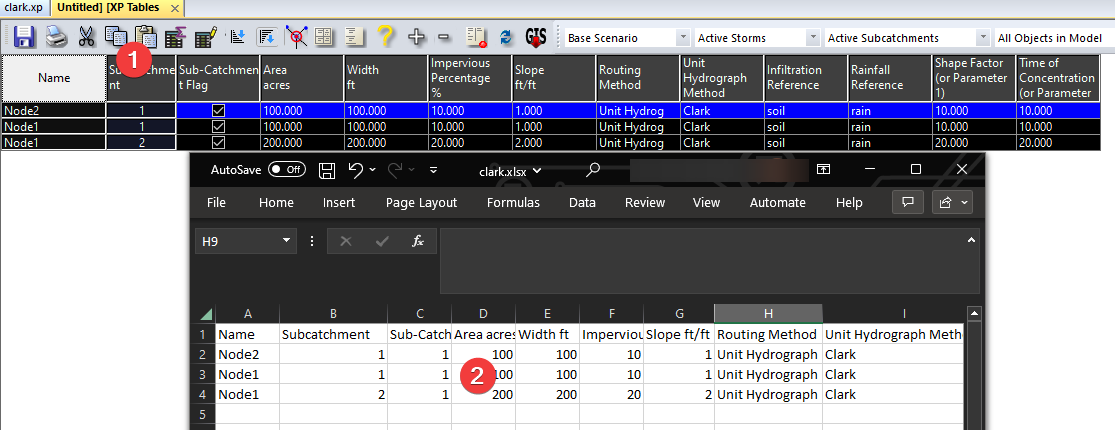 clark.xp Untitled] [XP Tables ×
GIS Base Scenario Active Storms Active Subcatchments All Objects in Model
1
Name Sub-Catchment Flag Area acres Width ft Impervious Percentage % Slope ft/ft Routing Method Unit Hydrograph Method Infiltration Reference Rainfall Reference Shape Factor (or Parameter 1) Time of Concentration (or Parameter
Node2 1 100.000 100.000 10.000 1.000 Unit Hydrog Clark soil rain 10.000 10.000
Node1 1 100.000 100.000 10.000 1.000 Unit Hydrog Clark soil rain 10.000 10.000
Node1 2 200.000 200.000 20.000 2.000 Unit Hydrog Clark soil rain 20.000 20.000
AutoSave Off clark.xlsx
File Home Insert Page Layout Formulas Data Review View Automate Help
H9 fx
A B C D E F G H I
1 Name Subcatchment Sub-Catch Area acres Width ft Imperviou Slope ft/ft Routing Method Unit Hydrograph Meth
2 Node2 1 1 100 100 10 1 Unit Hydrograph Clark
3 Node1 1 1 100 100 10 1 Unit Hydrograph Clark
2
4 Node1 2 1 200 200 20 2 Unit Hydrograph Clark
5